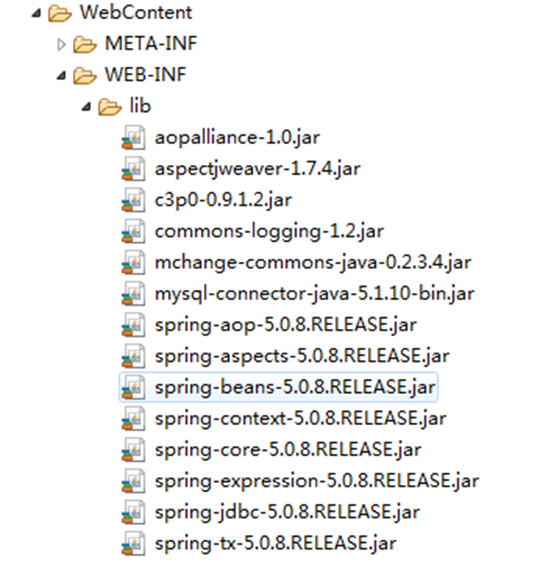 WebContent
META-INF
WEB-INF
lib
aopalliance-1.0.jar
aspectjweaver-1.7.4.jar
c3p0-0.9.1.2.jar
commons-logging-1.2.jar
mchange-commons-java-0.2.3.4.jar
mysql-connector-java-5.1.10-bin.jar
spring-aop-5.0.8.RELEASE.jar
spring-aspects-5.0.8.RELEASE.jar
spring-beans-5.0.8.RELEASE.jar
spring-context-5.0.8.RELEASE.jar
spring-core-5.0.8.RELEASE.jar
spring-expression-5.0.8.RELEASE.jar
spring-jdbc-5.0.8.RELEASE.jar
spring-tx-5.0.8.RELEASE.jar